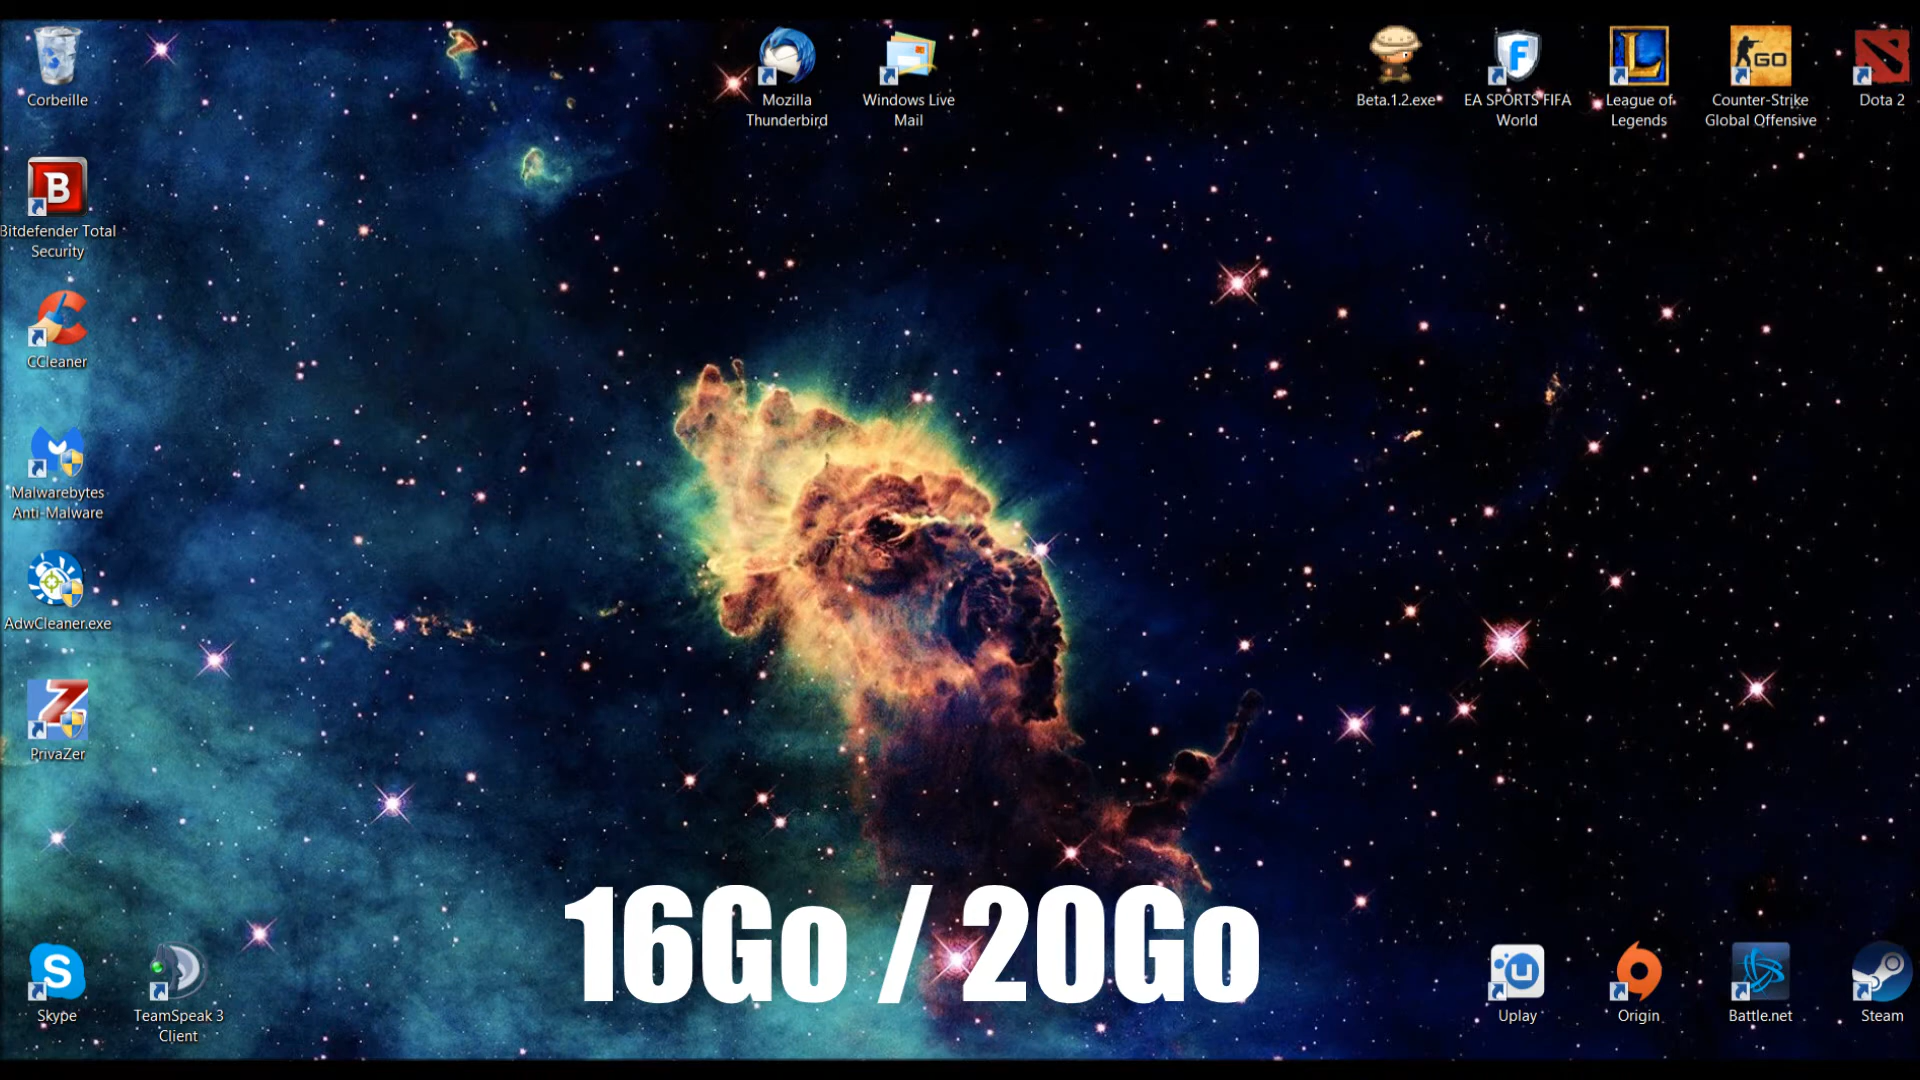 Corbeille
Mozilla
Thunderbird
Windows Live
Mail
Beta.1.2.exe
EA SPORTS FIFA
World
League of
Legends
GO
Counter-Strike
Global Offensive
Dota 2
B
Bitdefender Total
Security
CCleaner
Malwarebytes
Anti-Malware
AdwCleaner.exe
PrivaZer
16Go / 20Go
Skype
TeamSpeak 3
Client
Uplay
Origin
Battle.net
Steam